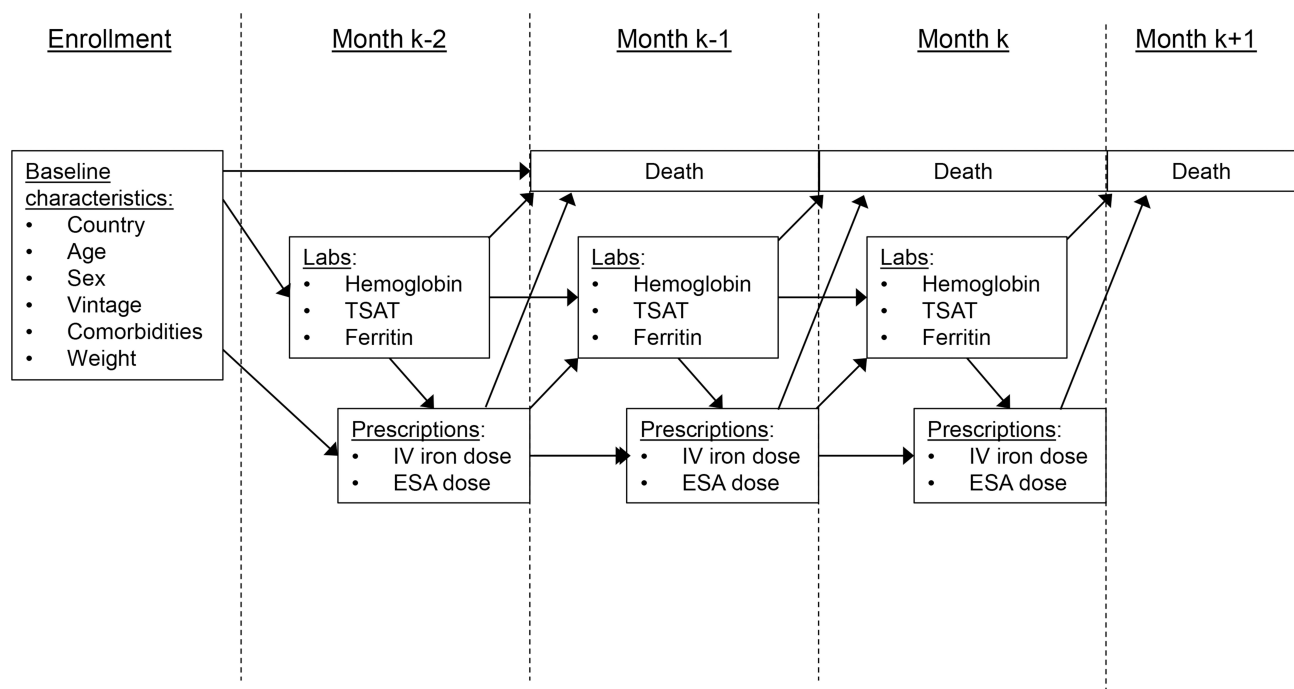 Enrollment
Month k-2
Month k-1
Month k
Month k+1
Baseline
characteristics:
• Country
• Age
• Sex
• Vintage
• Comorbidities
• Weight
Death
Death
Death
Labs:
• Hemoglobin
• TSAT
• Ferritin
Labs:
• Hemoglobin
• TSAT
• Ferritin
Labs:
• Hemoglobin
• TSAT
• Ferritin
Prescriptions:
• IV iron dose
• ESA dose
Prescriptions:
• IV iron dose
• ESA dose
Prescriptions:
• IV iron dose
• ESA dose